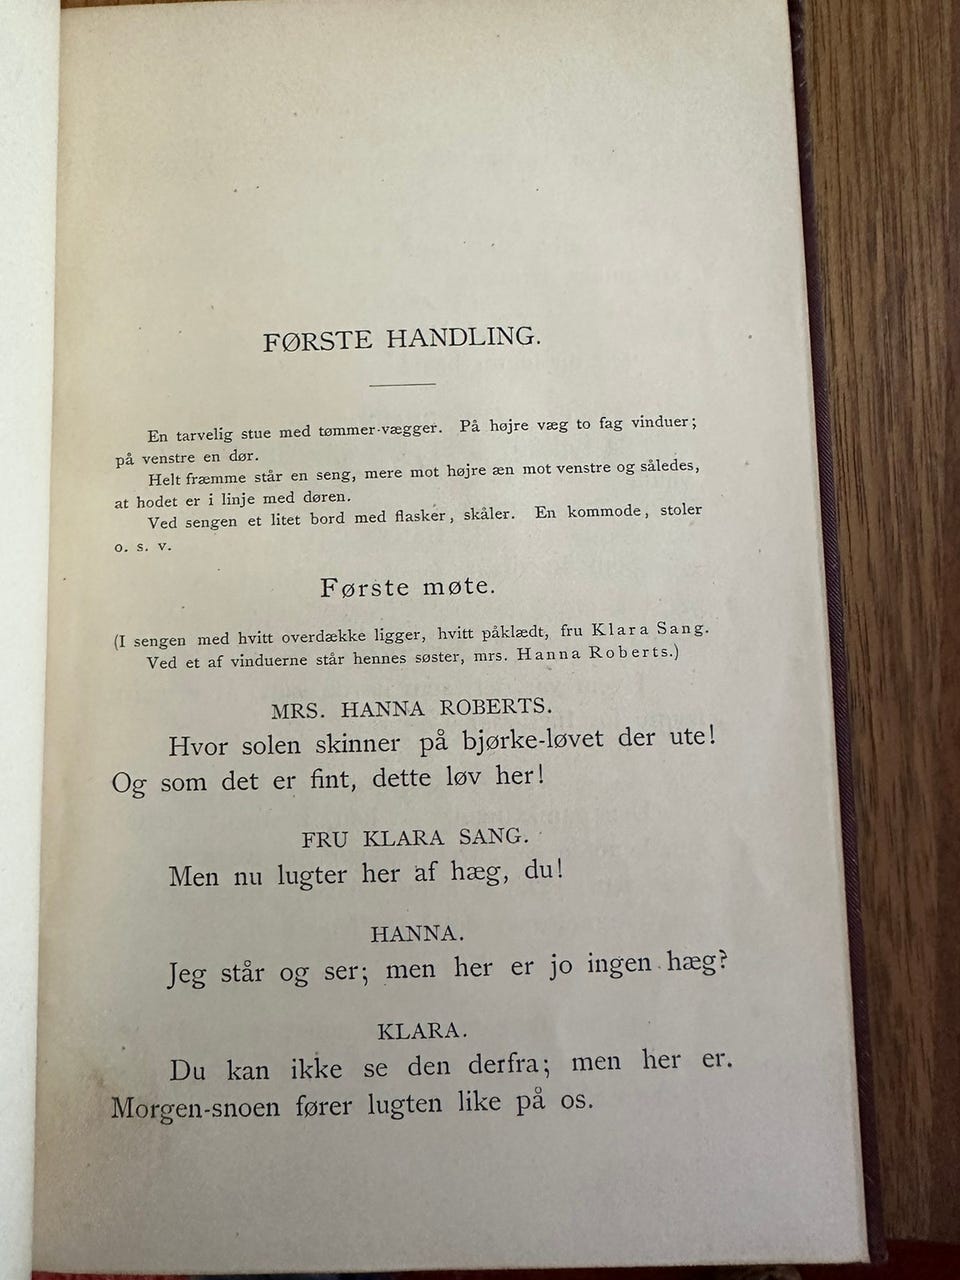 FØRSTE HANDLING.
En tarvelig stue med tømmer-vægger. På højre væg to fag vinduer;
på venstre en dør.
Helt fræmme står en seng, mere mot højre æn mot venstre og således,
at hodet er i linje med døren.
Ved sengen et litet bord med flasker, skåler. En kommode, stoler
o. s. v.
Første møte.
(I sengen med hvitt overdække ligger, hvitt påklædt, fru Klara Sang.
Ved et af vinduerne står hennes søster, mrs. Hanna Roberts.)
MRS. HANNA ROBERTS.
Hvor solen skinner på bjørke-løvet der ute!
Og som det er fint, dette løv her!
FRU KLARA SANG.
Men nu lugter her af hæg, du!
HANNA.
Jeg står og ser; men her er jo ingen hæg?
KLARA.
Du kan ikke se den derfra; men her er.
Morgen-snoen fører lugten like på os.